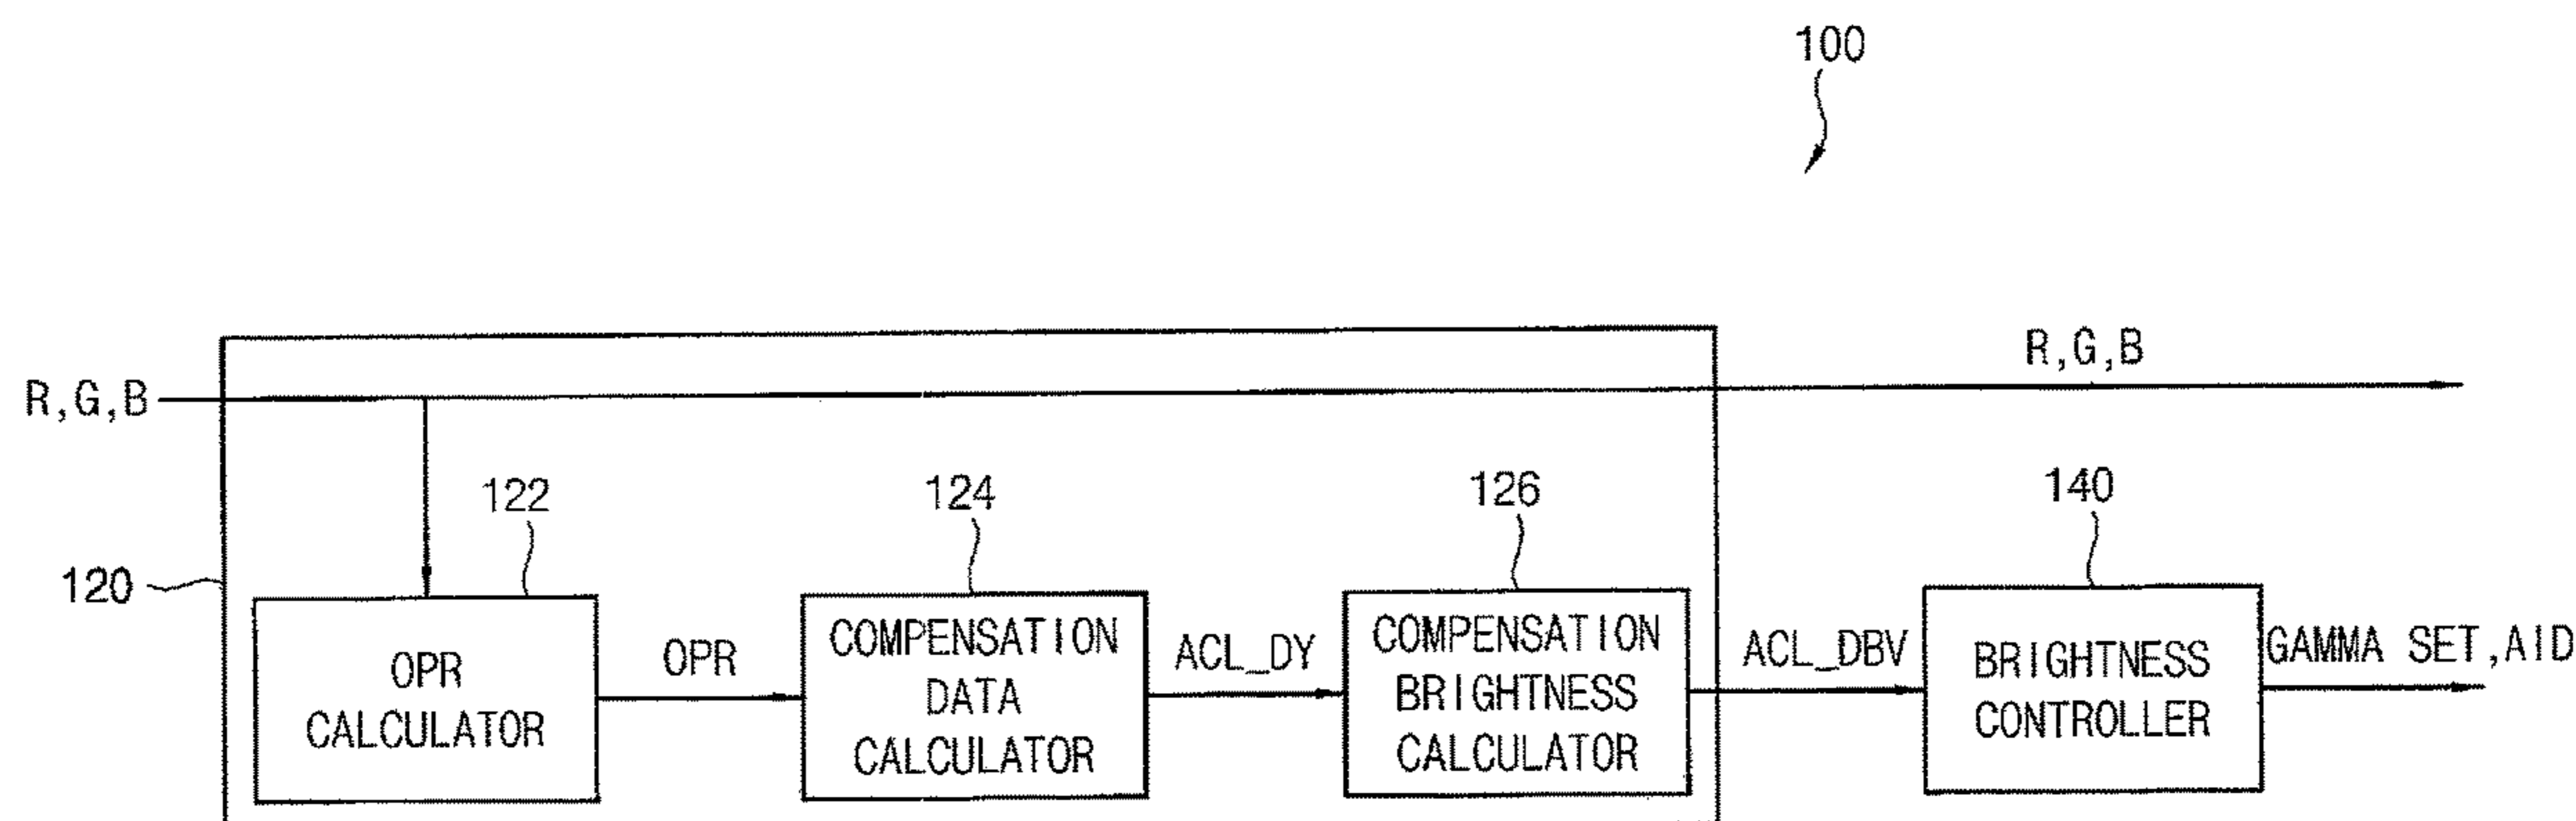 100
R,G,B
R,G,B
122
124
126
140
120
OPR
CALCULATOR
OPR
COMPENSATION
DATA
CALCULATOR
ACL_DY
COMPENSATION
BRIGHTNESS
CALCULATOR
ACL_DBV
BRIGHTNESS
CONTROLLER
GAMMA SET,AID